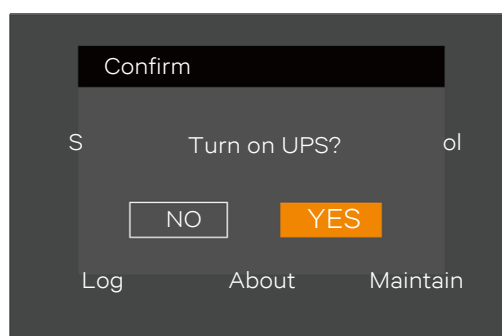 Confirm
S Turn on UPS? ol
NO YES
Log About Maintain